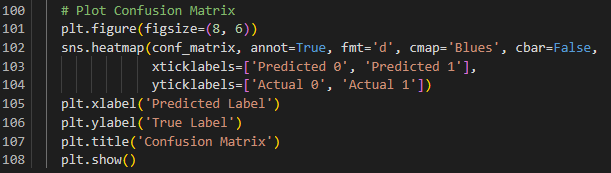 100 # Plot Confusion Matrix
101 plt.figure(figsize=(8, 6))
102 sns.heatmap(conf_matrix, annot=True, fmt='d', cmap='Blues', cbar=False,
103             xticklabels=['Predicted 0', 'Predicted 1'],
104             yticklabels=['Actual 0', 'Actual 1'])
105 plt.xlabel('Predicted Label')
106 plt.ylabel('True Label')
107 plt.title('Confusion Matrix')
108 plt.show()